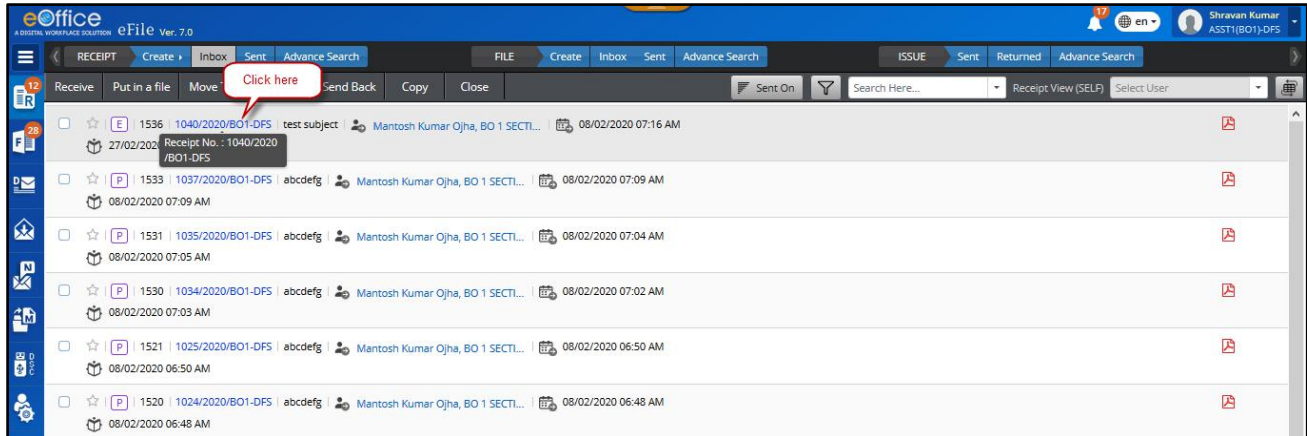 eOffice
A DIGITAL WORKPLACE SOLUTION eFile Ver. 7.0
17 en Shravan Kumar
ASST1(BO1)-DFS
RECEIPT Create Inbox Sent Advance Search FILE Create Inbox Sent Advance Search ISSUE Sent Returned Advance Search
12 R Receive Put in a file Move Click here Send Back Copy Close Sent On Search Here... Receipt View (SELF) Select User
E 1536 1040/2020/BO1-DFS test subject Mantosh Kumar Ojha, BO 1 SECTI... 08/02/2020 07:16 AM
28 F
27/02/202 Receipt No. : 1040/2020
/BO1-DFS
D P 1533 1037/2020/BO1-DFS abcdefg Mantosh Kumar Ojha, BO 1 SECTI... 08/02/2020 07:09 AM
08/02/2020 07:09 AM
P 1531 1035/2020/BO1-DFS abcdefg Mantosh Kumar Ojha, BO 1 SECTI... 08/02/2020 07:04 AM
08/02/2020 07:05 AM
N
P 1530 1034/2020/BO1-DFS abcdefg Mantosh Kumar Ojha, BO 1 SECTI... 08/02/2020 07:02 AM
M 08/02/2020 07:03 AM
P 1521 1025/2020/BO1-DFS abcdefg Mantosh Kumar Ojha, BO 1 SECTI... 08/02/2020 06:50 AM
DSC 08/02/2020 06:50 AM
P 1520 1024/2020/BO1-DFS abcdefg Mantosh Kumar Ojha, BO 1 SECTI... 08/02/2020 06:48 AM
08/02/2020 06:48 AM